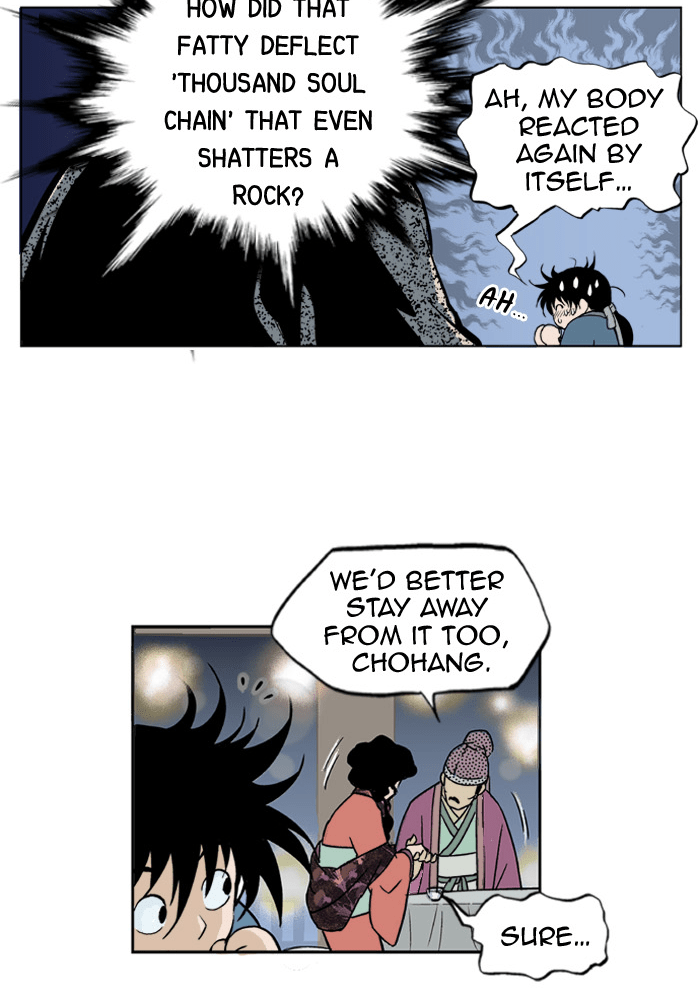 HOW DID THAT
FATTY DEFLECT
'THOUSAND SOUL
CHAIN' THAT EVEN
SHATTERS A
ROCK?
AH, MY BODY
REACTED
AGAIN BY
ITSELF...
AH...
WE'D BETTER
STAY AWAY
FROM IT TOO,
CHOHANG.
SURE...